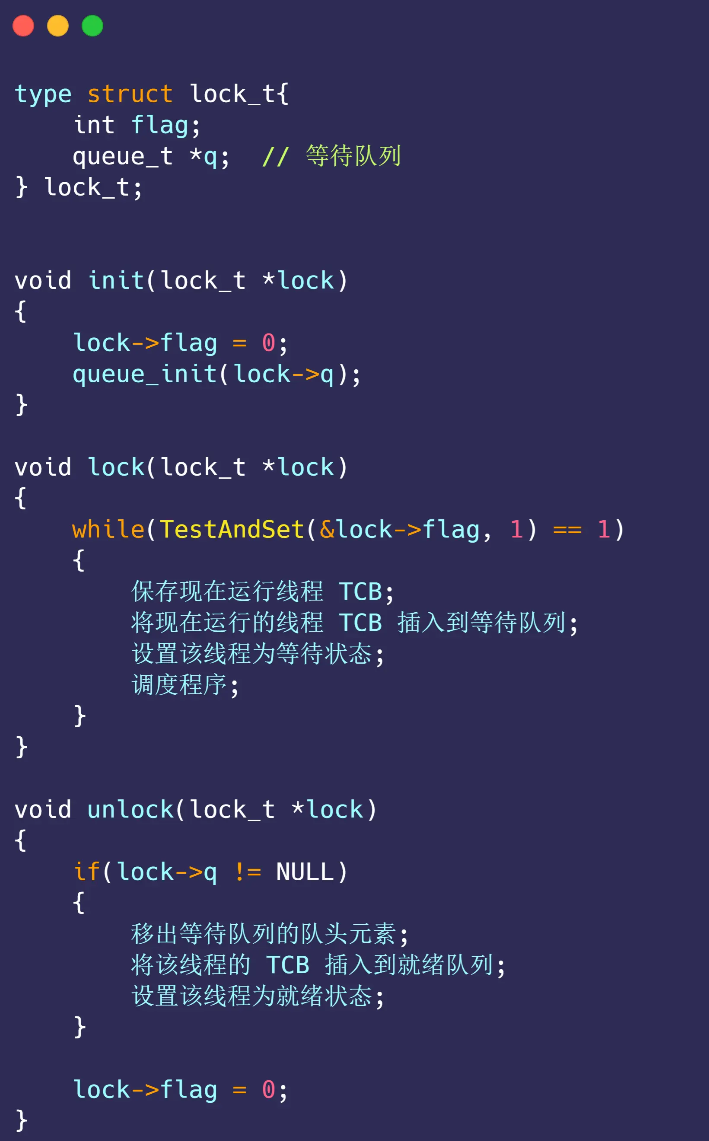 type struct lock_t{
    int flag;
    queue_t *q;  // 等待队列
} lock_t;
void init(lock_t *lock)
{
    lock->flag = 0;
    queue_init(lock->q);
}
void lock(lock_t *lock)
{
    while(TestAndSet(&lock->flag, 1) == 1)
    {
        保存现在运行线程 TCB;
        将现在运行的线程 TCB 插入到等待队列;
        设置该线程为等待状态;
        调度程序;
    }
}
void unlock(lock_t *lock)
{
    if(lock->q != NULL)
    {
        移出等待队列的队头元素;
        将该线程的 TCB 插入到就绪队列;
        设置该线程为就绪状态;
    }
    lock->flag = 0;
}